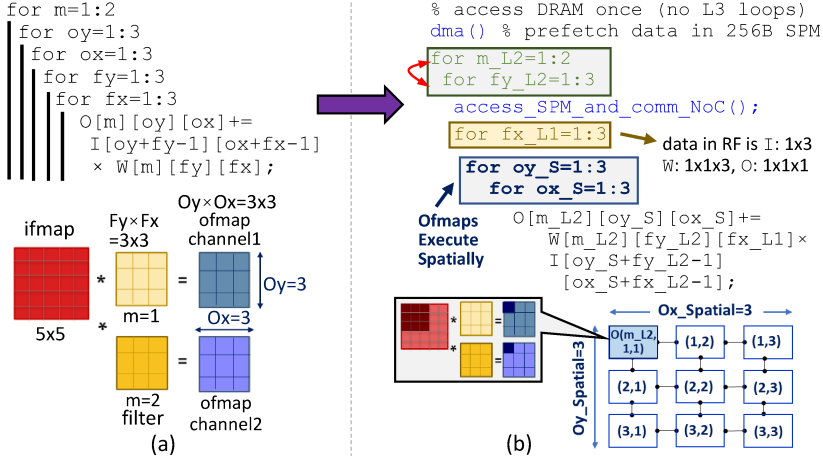 for m=1:2
for oy=1:3
for ox=1:3
for fy=1:3
for fx=1:3
O[m][oy][ox]+=
I[oy+fy-1][ox+fx-1]
× W[m][fy][fx];
ifmap
Fy×Fx
=3x3
Oy×Ox=3x3
ofmap
channel1
*
=
Oy=3
5x5
m=1
Ox=3
*
=
m=2
filter
ofmap
channel2
(a)
% access DRAM once (no L3 loops)
dma() % prefetch data in 256B SPM
for m_L2=1:2
for fy_L2=1:3
access_SPM_and_comm_NoC();
for fx_L1=1:3
data in RF is I: 1x3
W: 1x1x3, O: 1x1x1
for oy_S=1:3
for ox_S=1:3
Ofmaps
Execute
Spatially
O[m_L2][oy_S][ox_S]+=
W[m_L2][fy_L2][fx_L1]×
I[oy_S+fy_L2-1]
[ox_S+fx_L2-1];
*
=
*
=
Ox_Spatial=3
Oy_Spatial=3
O(m_L2,
1,1)
(1,2)
(1,3)
(2,1)
(2,2)
(2,3)
(3,1)
(3,2)
(3,3)
(b)